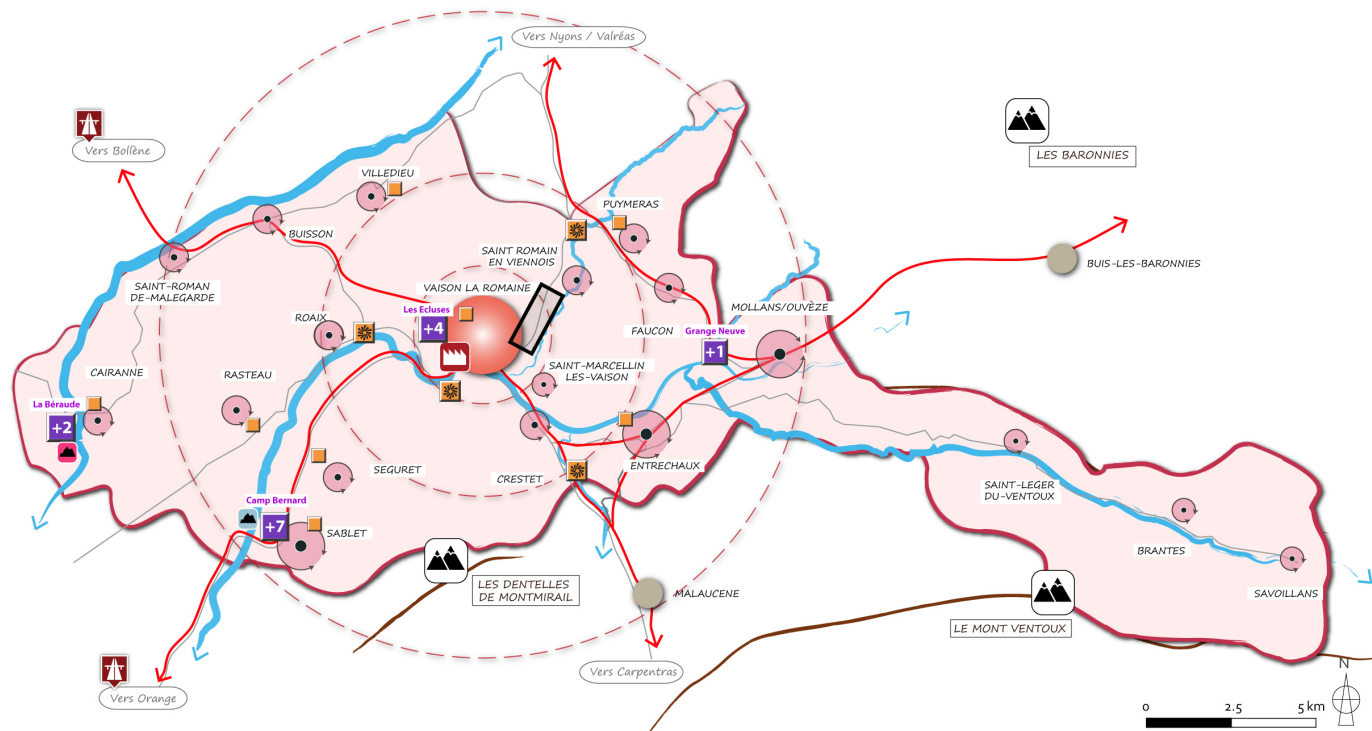 Vers Nyons / Valréas
Vers Bollène
LES BARONNIES
VILLEDIEU
PUYMERAS
BUISSON
SAINT ROMAIN
EN VIENNOIS
BUIS-LES-BARONNIES
SAINT-ROMAN
DE-MALEGARDE
VAISON LA ROMAINE
MOLLANS/OUVÈZE
Les Ecluses
+4
ROAIX
FAUCON
Grange Neuve
+1
SAINT-MARCELLIN
LES-VAISON
CAIRANNE
RASTEAU
La Béraude
+2
SEGURET
CRESTET
ENTRECHAUX
SAINT-LEGER
DU-VENTOUX
Camp Bernard
+7
SABLET
BRANTES
LES DENTELLES
DE MONTMIRAIL
MALAUCENE
SAVOILLANS
LE MONT VENTOUX
Vers Carpentras
Vers Orange
N
0 2.5 5 km